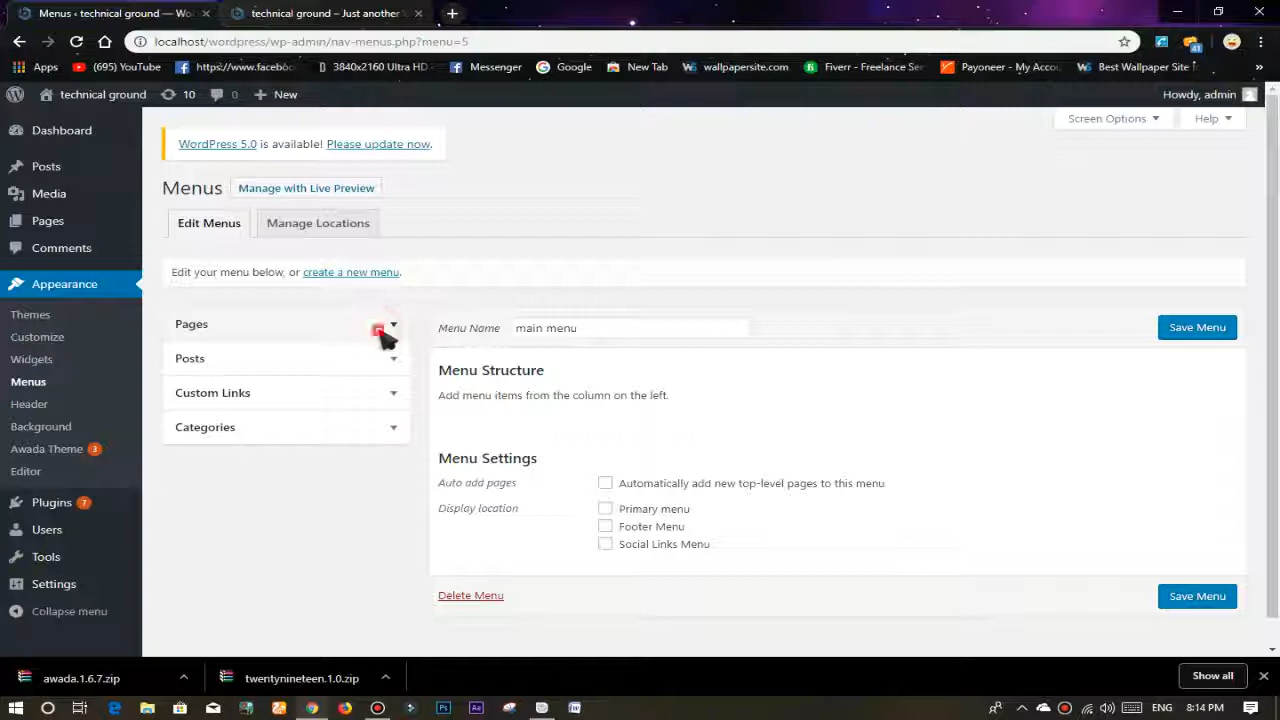 Menus ‹ technical ground — Wo
technical ground – Just another
localhost/wordpress/wp-admin/nav-menus.php?menu=5
Apps
(695) YouTube
https://www.facebo
3840x2160 Ultra HD
Messenger
Google
New Tab
wallpapersite.com
Fiverr - Freelance Se
Payoneer - My Accou
Best Wallpaper Site
»
technical ground
10
0
New
Howdy, admin
Screen Options
Help
Dashboard
Posts
Media
Pages
Comments
Appearance
Themes
Customize
Widgets
Menus
Header
Background
Awada Theme 3
Editor
Plugins 7
Users
Tools
Settings
Collapse menu
WordPress 5.0 is available! Please update now.
Menus
Manage with Live Preview
Edit Menus
Manage Locations
Edit your menu below, or create a new menu.
Pages
Posts
Custom Links
Categories
Menu Name
main menu
Save Menu
Menu Structure
Add menu items from the column on the left.
Menu Settings
Auto add pages
Automatically add new top-level pages to this menu
Display location
Primary menu
Footer Menu
Social Links Menu
Delete Menu
Save Menu
awada.1.6.7.zip
twentynineteen.1.0.zip
Show all
ENG
8:14 PM